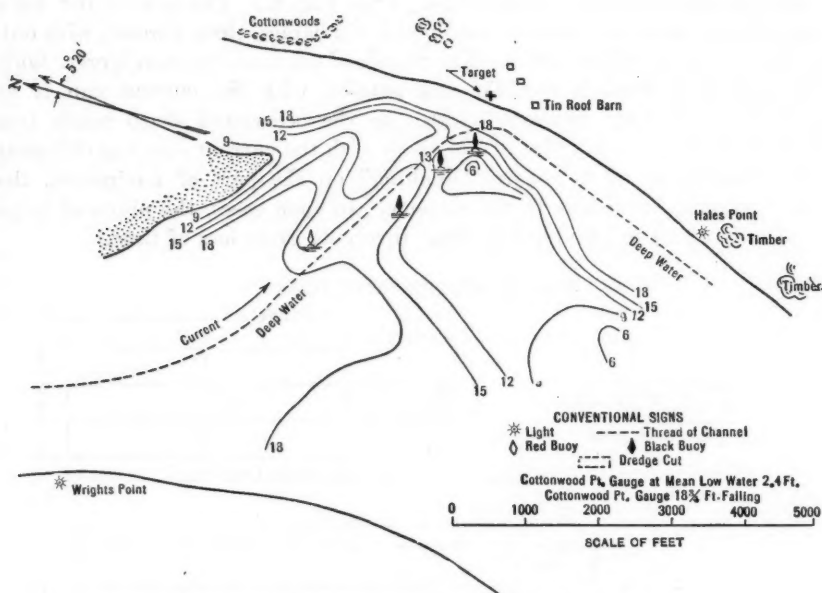 Cottonwoods
5° 20'
N
Target
Tin Roof Barn
15 18
12
9
18
13
6
9
12
15
13
Hales Point
Timber
Deep Water
Timber
Current
Deep Water
13
15
12
9
6
6
15
12
13
Wrights Point
CONVENTIONAL SIGNS
Light
Thread of Channel
Red Buoy
Black Buoy
Dredge Cut
Cottonwood Pt. Gauge at Mean Low Water 2.4 Ft.
Cottonwood Pt. Gauge 18¾ Ft-Falling
0 1000 2000 3000 4000 5000
SCALE OF FEET